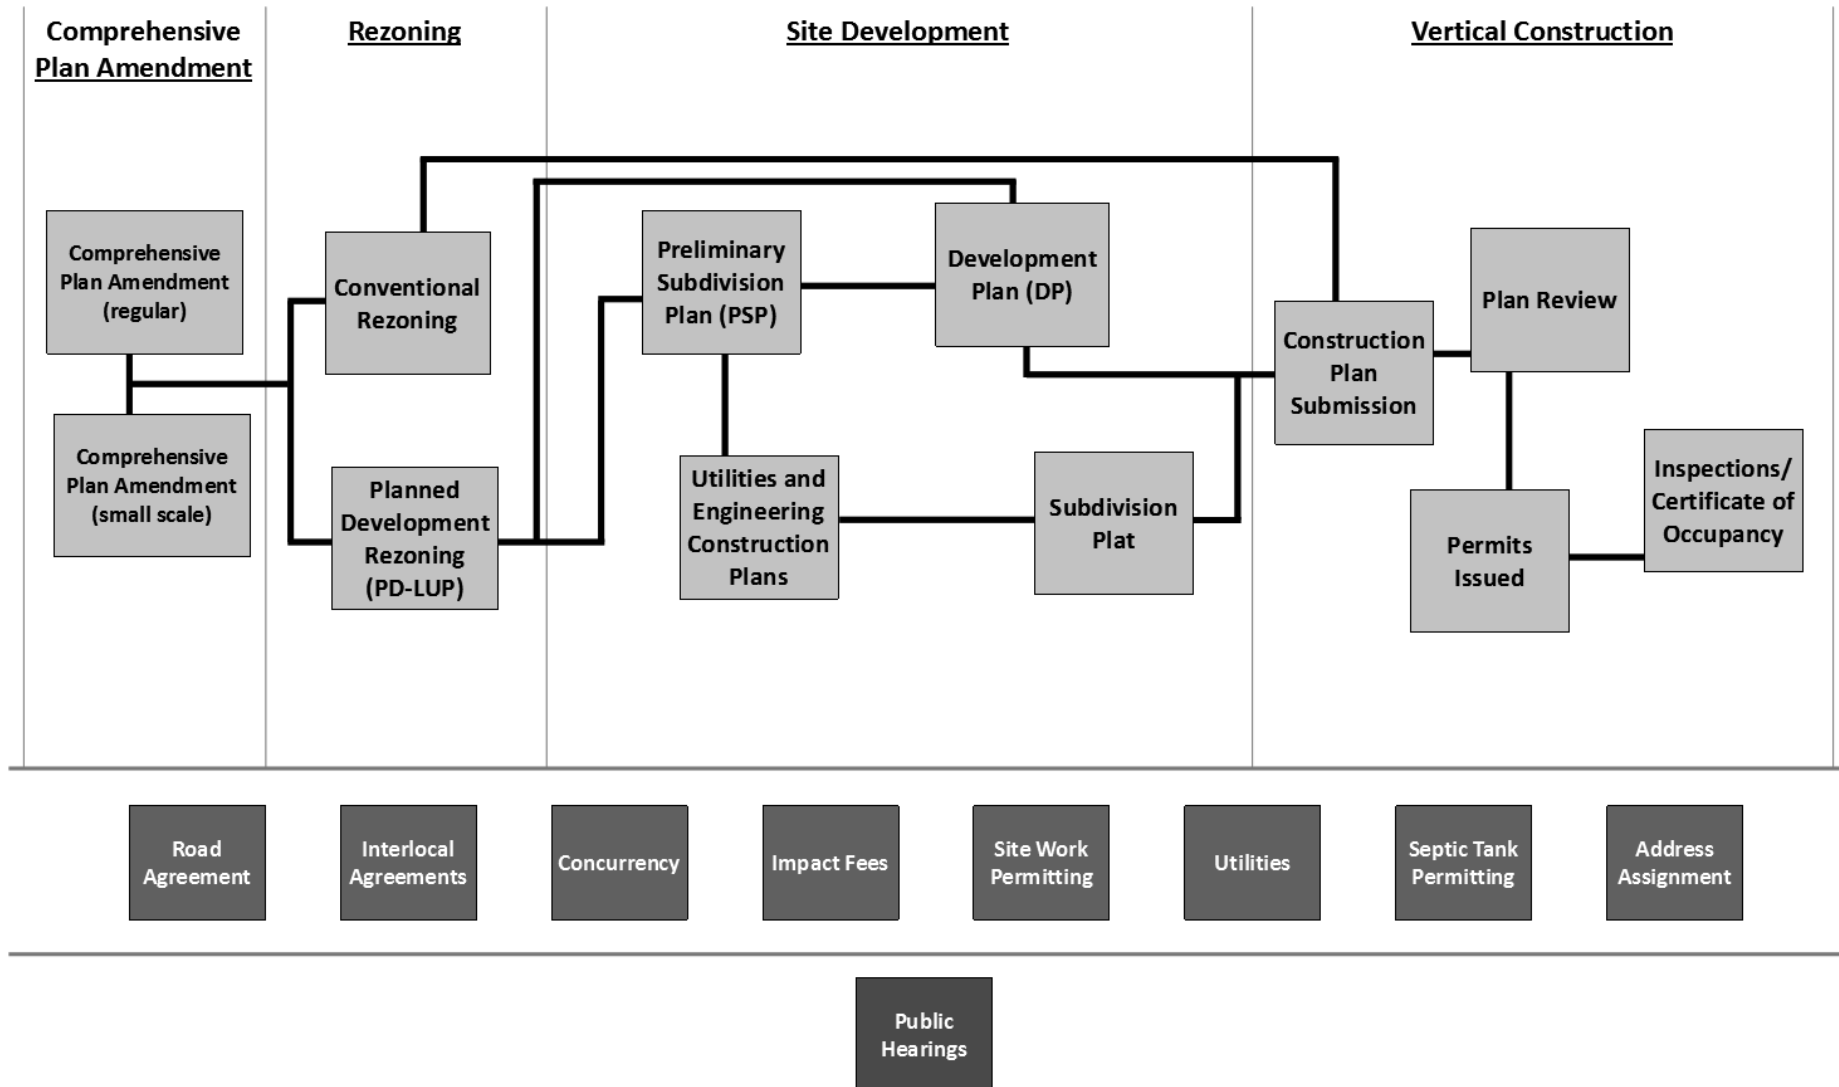 Comprehensive
Plan Amendment
Rezoning
Site Development
Vertical Construction
Comprehensive
Plan Amendment
(regular)
Comprehensive
Plan Amendment
(small scale)
Conventional
Rezoning
Planned
Development
Rezoning
(PD-LUP)
Preliminary
Subdivision
Plan (PSP)
Development
Plan (DP)
Utilities and
Engineering
Construction
Plans
Subdivision
Plat
Construction
Plan
Submission
Plan Review
Permits
Issued
Inspections/
Certificate of
Occupancy
Road
Agreement
Interlocal
Agreements
Concurrency
Impact Fees
Site Work
Permitting
Utilities
Septic Tank
Permitting
Address
Assignment
Public
Hearings